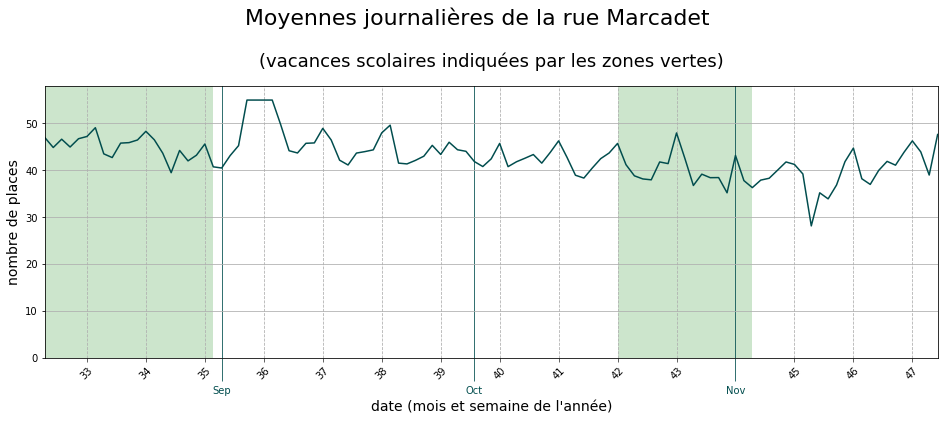 Moyennes journalières de la rue Marcadet
(vacances scolaires indiquées par les zones vertes)
nombre de places
50
40
30
20
10
0
33 34 35 36 37 38 39 40 41 42 43 45 46 47
Sep Oct Nov
date (mois et semaine de l'année)